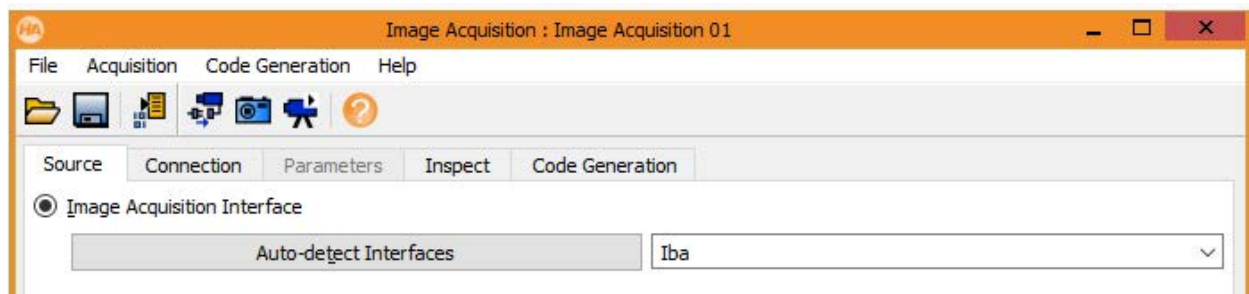 HA Image Acquisition : Image Acquisition 01
File Acquisition Code Generation Help
Source Connection Parameters Inspect Code Generation
Image Acquisition Interface
Auto-detect Interfaces Iba